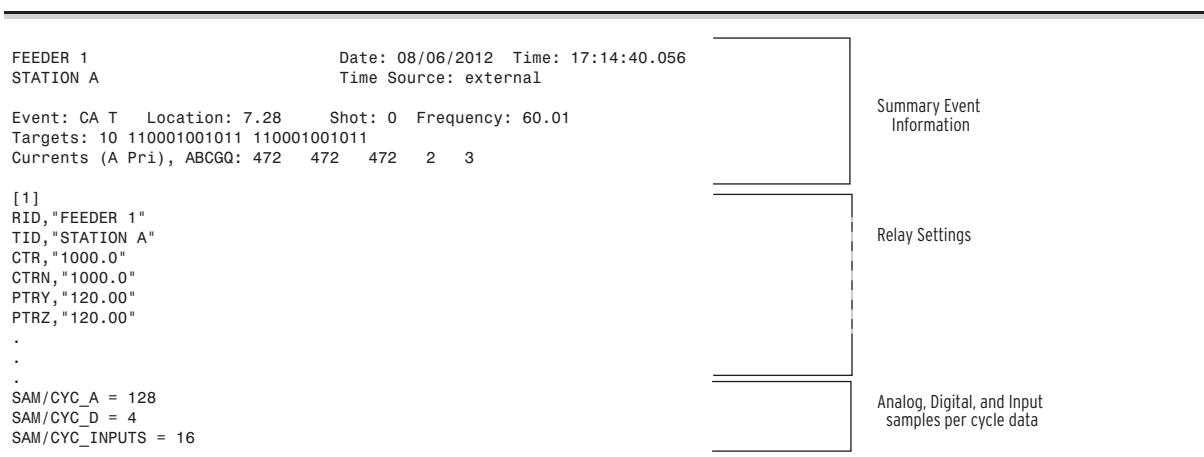 FEEDER 1 Date: 08/06/2012 Time: 17:14:40.056
STATION A Time Source: external
Event: CA T Location: 7.28 Shot: 0 Frequency: 60.01
Targets: 10 110001001011 110001001011
Currents (A Pri), ABCGQ: 472 472 472 2 3
Summary Event
Information
[1]
RID,"FEEDER 1"
TID,"STATION A"
CTR,"1000.0"
CTRN,"1000.0"
PTRY,"120.00"
PTRZ,"120.00"
.
.
.
Relay Settings
SAM/CYC_A = 128
SAM/CYC_D = 4
SAM/CYC_INPUTS = 16
Analog, Digital, and Input
samples per cycle data